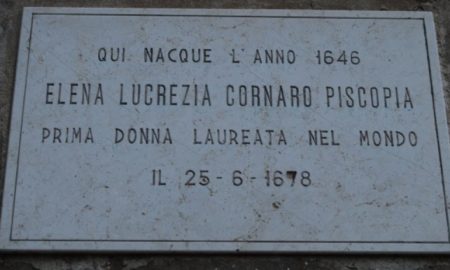 QUI NACQUE L'ANNO 1646
ELENA LUCREZIA CORNARO PISCOPIA
PRIMA DONNA LAUREATA NEL MONDO
IL 25-6-1678